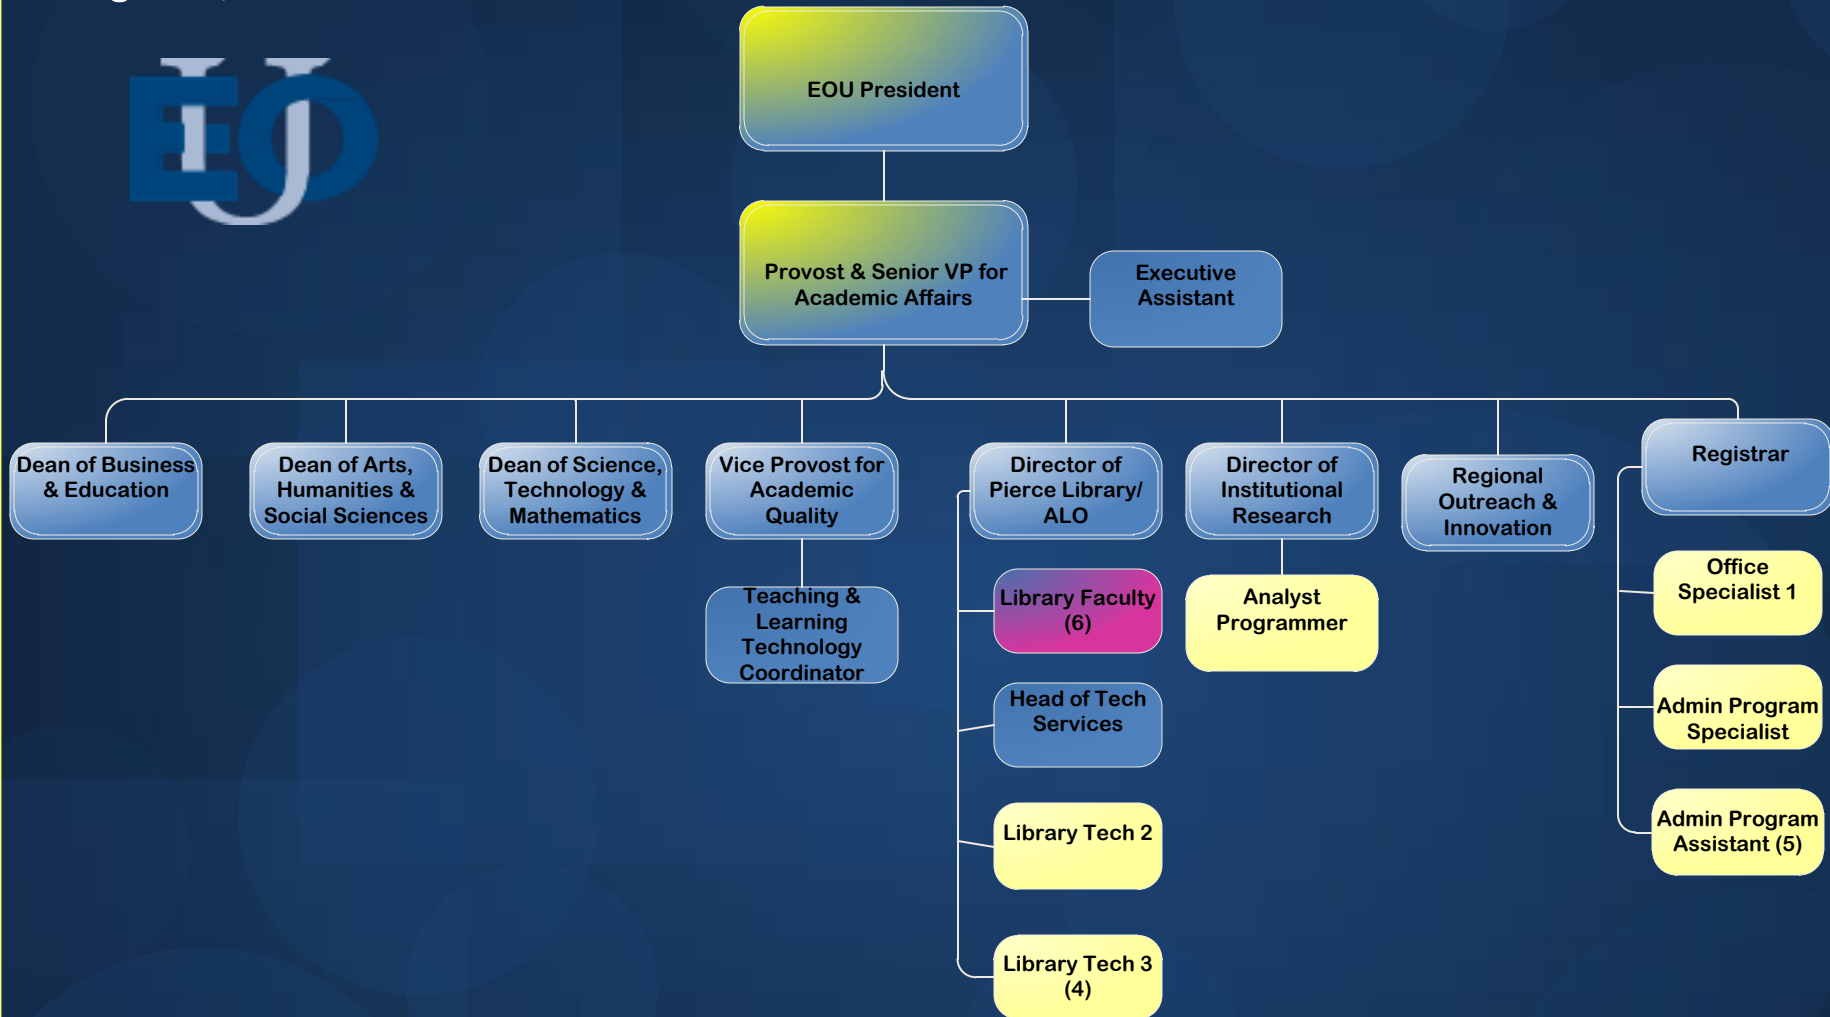 EOU
EOU President
Provost & Senior VP for
Academic Affairs
Executive
Assistant
Dean of Business
& Education
Dean of Arts,
Humanities &
Social Sciences
Dean of Science,
Technology &
Mathematics
Vice Provost for
Academic
Quality
Director of
Pierce Library/
ALO
Director of
Institutional
Research
Regional
Outreach &
Innovation
Registrar
Teaching &
Learning
Technology
Coordinator
Library Faculty
(6)
Head of Tech
Services
Library Tech 2
Library Tech 3
(4)
Analyst
Programmer
Office
Specialist 1
Admin Program
Specialist
Admin Program
Assistant (5)